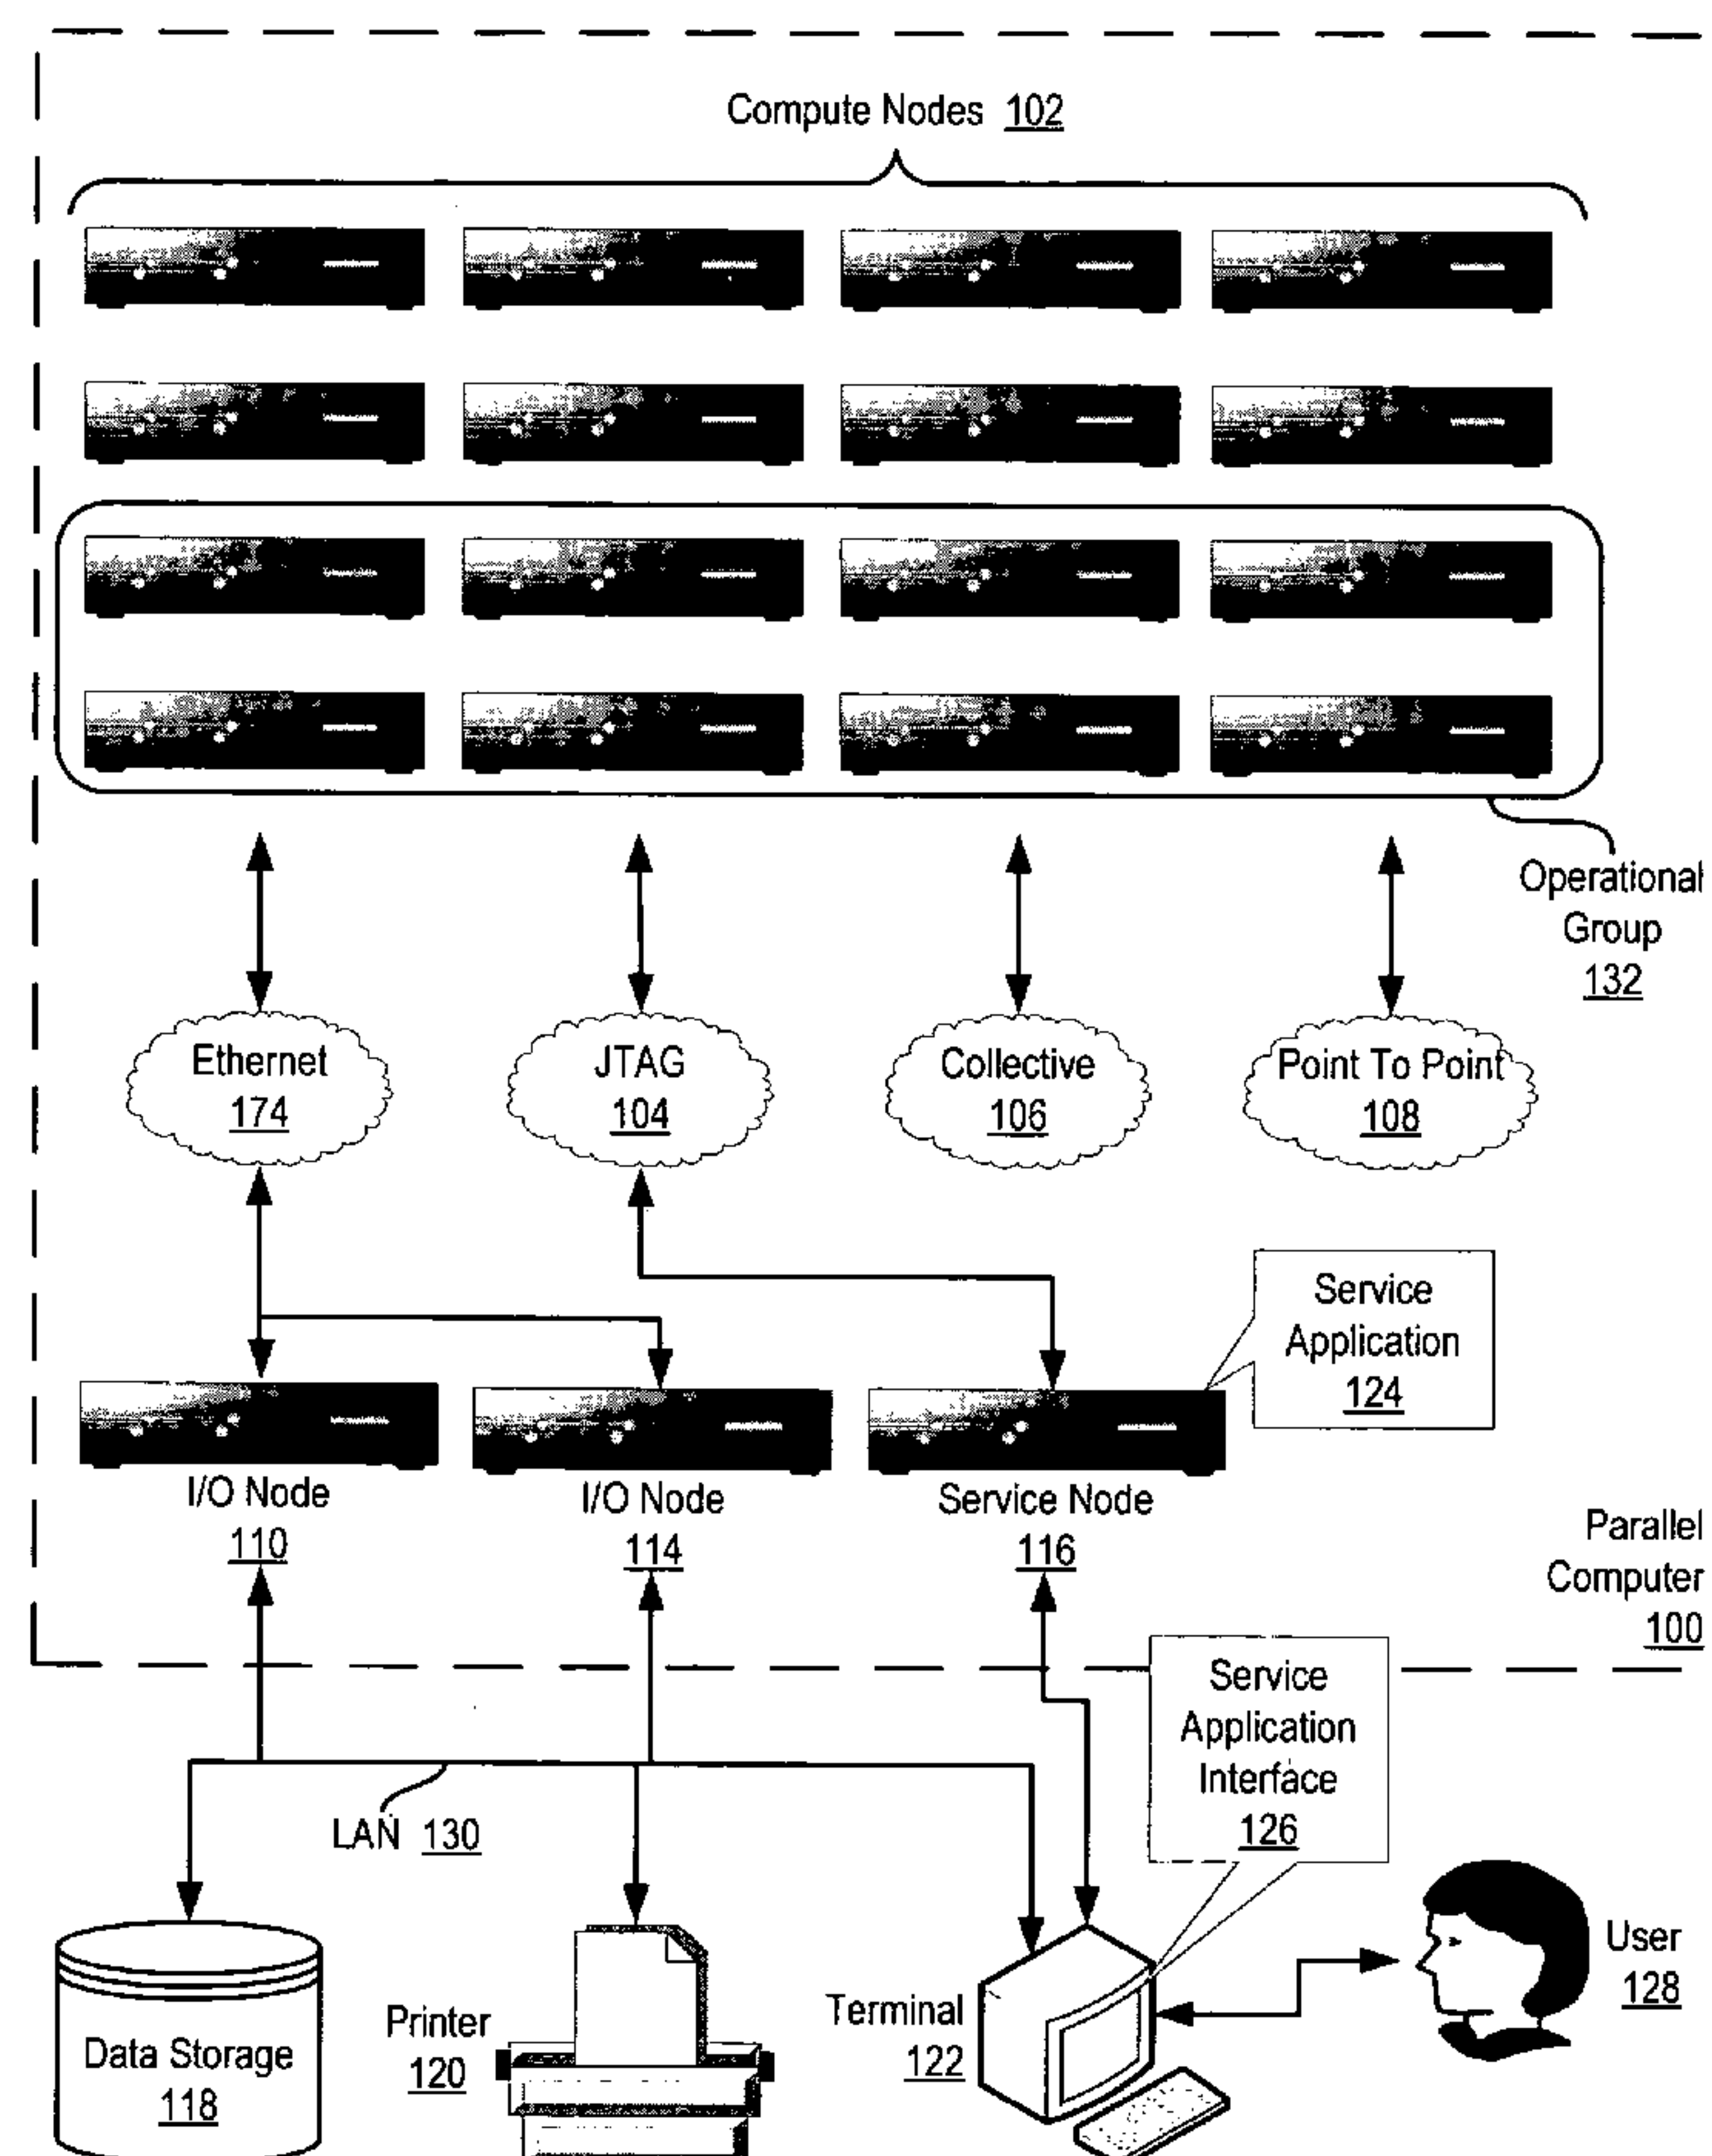 Compute Nodes 102
Operational
Group
132
Ethernet
174
JTAG
104
Collective
106
Point To Point
108
Service
Application
124
I/O Node
110
I/O Node
114
Service Node
116
Parallel
Computer
100
Service
Application
Interface
126
LAN 130
Data Storage
118
Printer
120
Terminal
122
User
128